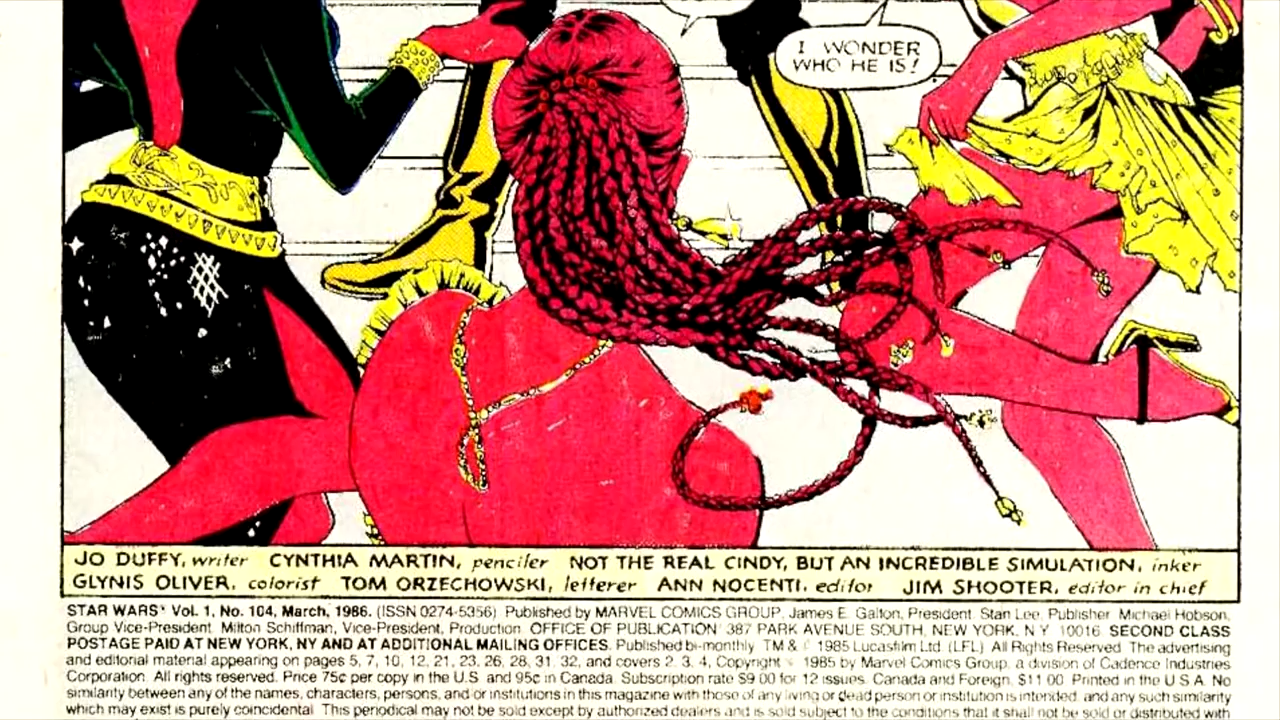 I WONDER
WHO HE IS!
JO DUFFY, writer CYNTHIA MARTIN, penciler NOT THE REAL CINDY, BUT AN INCREDIBLE SIMULATION, inker
GLYNIS OLIVER, colorist TOM ORZECHOWSKI, letterer ANN NOCENTI, editor JIM SHOOTER, editor in chief
STAR WARS® Vol. 1, No. 104, March, 1986. (ISSN 0274-5356) Published by MARVEL COMICS GROUP, James E. Galton, President. Stan Lee, Publisher. Michael Hobson,
Group Vice-President. Milton Schiffman, Vice-President, Production. OFFICE OF PUBLICATION: 387 PARK AVENUE SOUTH, NEW YORK, N.Y. 10016. SECOND CLASS
POSTAGE PAID AT NEW YORK, NY AND AT ADDITIONAL MAILING OFFICES. Published bi-monthly. TM & © 1985 Lucasfilm Ltd. (LFL) All Rights Reserved. The advertising
and editorial material appearing on pages 5, 7, 10, 12, 21, 23, 26, 28, 31, 32, and covers 2, 3, 4, Copyright © 1985 by Marvel Comics Group, a division of Cadence Industries
Corporation. All rights reserved. Price 75¢ per copy in the U.S. and 95¢ in Canada. Subscription rate $9.00 for 12 issues. Canada and Foreign, $11.00. Printed in the U.S.A. No
similarity between any of the names, characters, persons, and/or institutions in this magazine with those of any living or dead person or institution is intended, and any such similarity
which may exist is purely coincidental. This periodical may not be sold except by authorized dealers and is sold subject to the conditions that it shall not be sold or distributed with